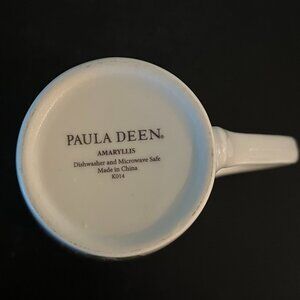 PAULA DEEN®
AMARYLLIS
Dishwasher and Microwave Safe
Made in China
K014